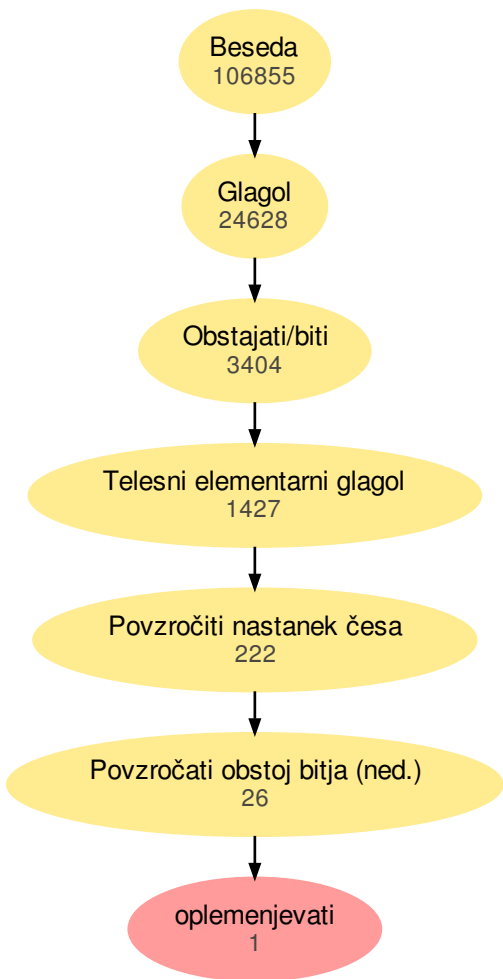 Beseda
106855
Glagol
24628
Obstajati/biti
3404
Telesni elementarni glagol
1427
Povzročiti nastanek česa
222
Povzročati obstoj bitja (ned.)
26
oplemenjevati
1